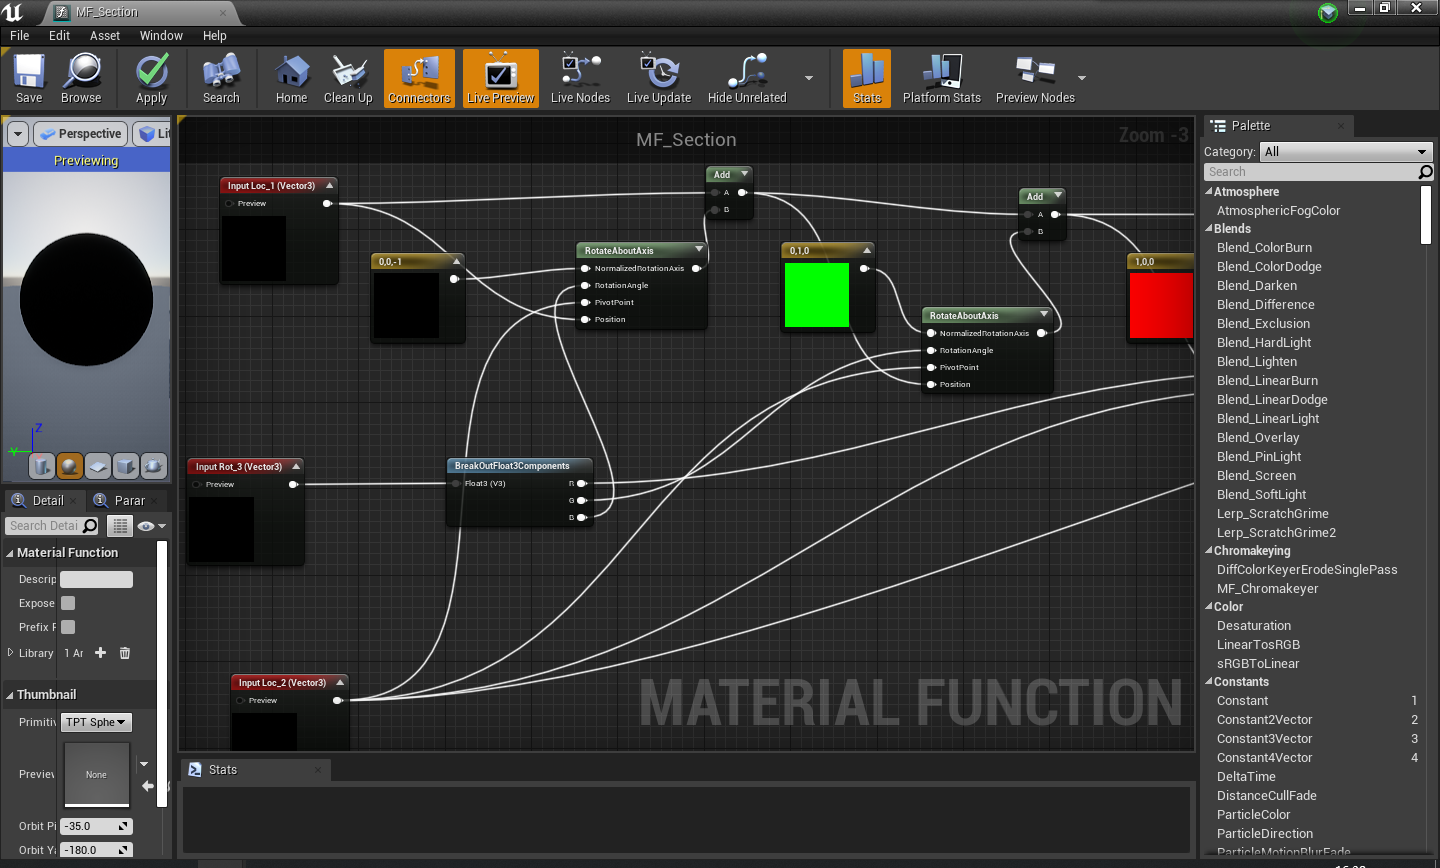 MF_Section
File Edit Asset Window Help
Save Browse Apply Search Home Clean Up Connectors Live Preview Live Nodes Live Update Hide Unrelated Stats Platform Stats Preview Nodes
Perspective Lit
Previewing
Z
Y
Detail Parar
Search Detai
Material Function
Descrip
Expose
Prefix F
Library 1 Ar
Thumbnail
Primitiv TPT Sphe
Preview None
Orbit Pi -35.0
Orbit Ya -180.0
MF_Section
Zoom -3
Input Loc_1 (Vector3)
Preview
0,0,-1
RotateAboutAxis
NormalizedRotationAxis
RotationAngle
PivotPoint
Position
Add
A
B
0,1,0
RotateAboutAxis
NormalizedRotationAxis
RotationAngle
PivotPoint
Position
Add
A
B
1,0,0
Input Rot_3 (Vector3)
Preview
BreakOutFloat3Components
Float3 (V3) R
G
B
Input Loc_2 (Vector3)
Preview
MATERIAL FUNCTION
Stats
Palette
Category: All
Search
Atmosphere
AtmosphericFogColor
Blends
Blend_ColorBurn
Blend_ColorDodge
Blend_Darken
Blend_Difference
Blend_Exclusion
Blend_HardLight
Blend_Lighten
Blend_LinearBurn
Blend_LinearDodge
Blend_LinearLight
Blend_Overlay
Blend_PinLight
Blend_Screen
Blend_SoftLight
Lerp_ScratchGrime
Lerp_ScratchGrime2
Chromakeying
DiffColorKeyerErodeSinglePass
MF_Chromakeyer
Color
Desaturation
LinearTosRGB
sRGBToLinear
Constants
Constant 1
Constant2Vector 2
Constant3Vector 3
Constant4Vector 4
DeltaTime
DistanceCullFade
ParticleColor
ParticleDirection
ParticleMotionBlurFade